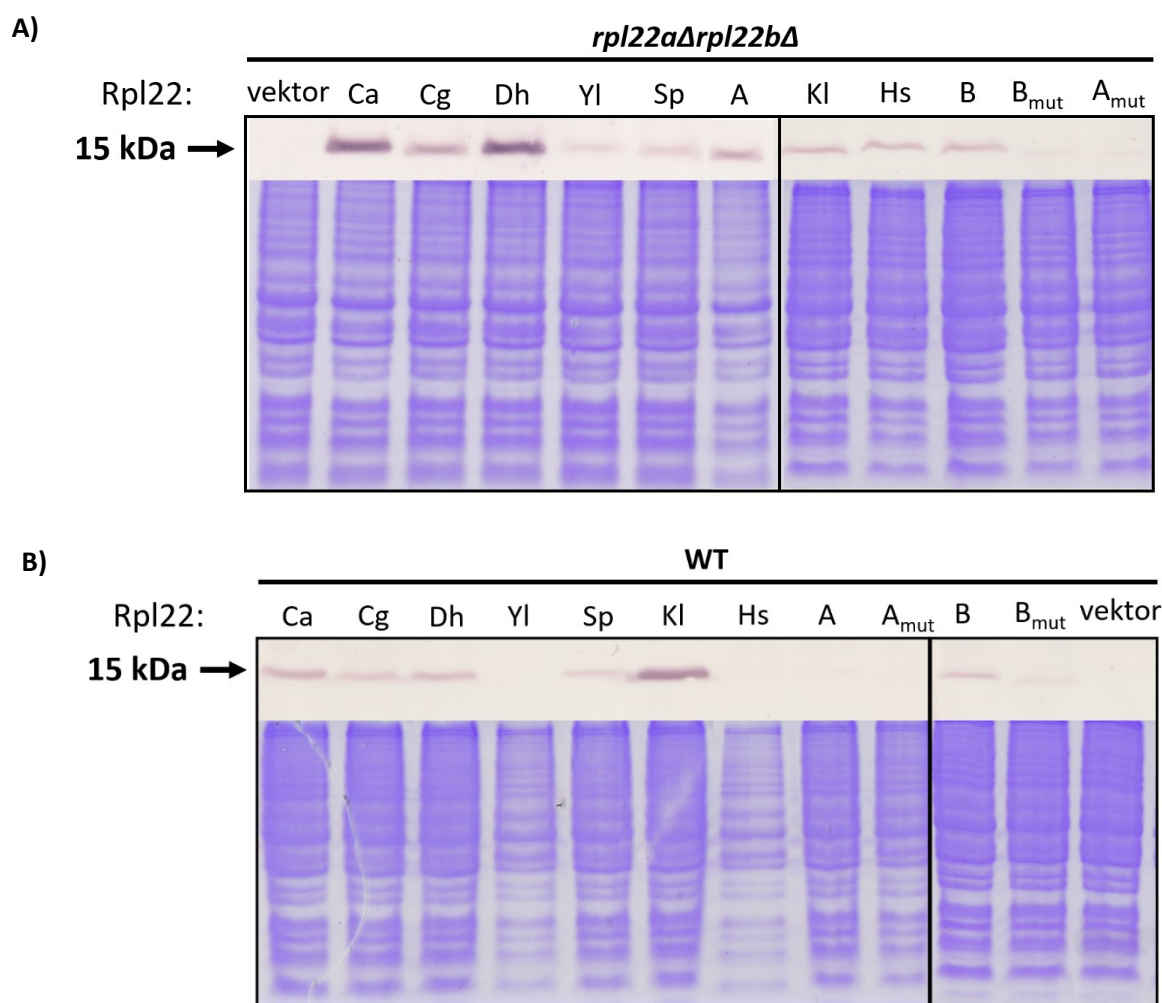 A)
rpl22aΔrpl22bΔ
Rpl22: vektor Ca Cg Dh Yl Sp A Kl Hs B Bmut Amut
15 kDa
B)
WT
Rpl22: Ca Cg Dh Yl Sp Kl Hs A Amut B Bmut vektor
15 kDa